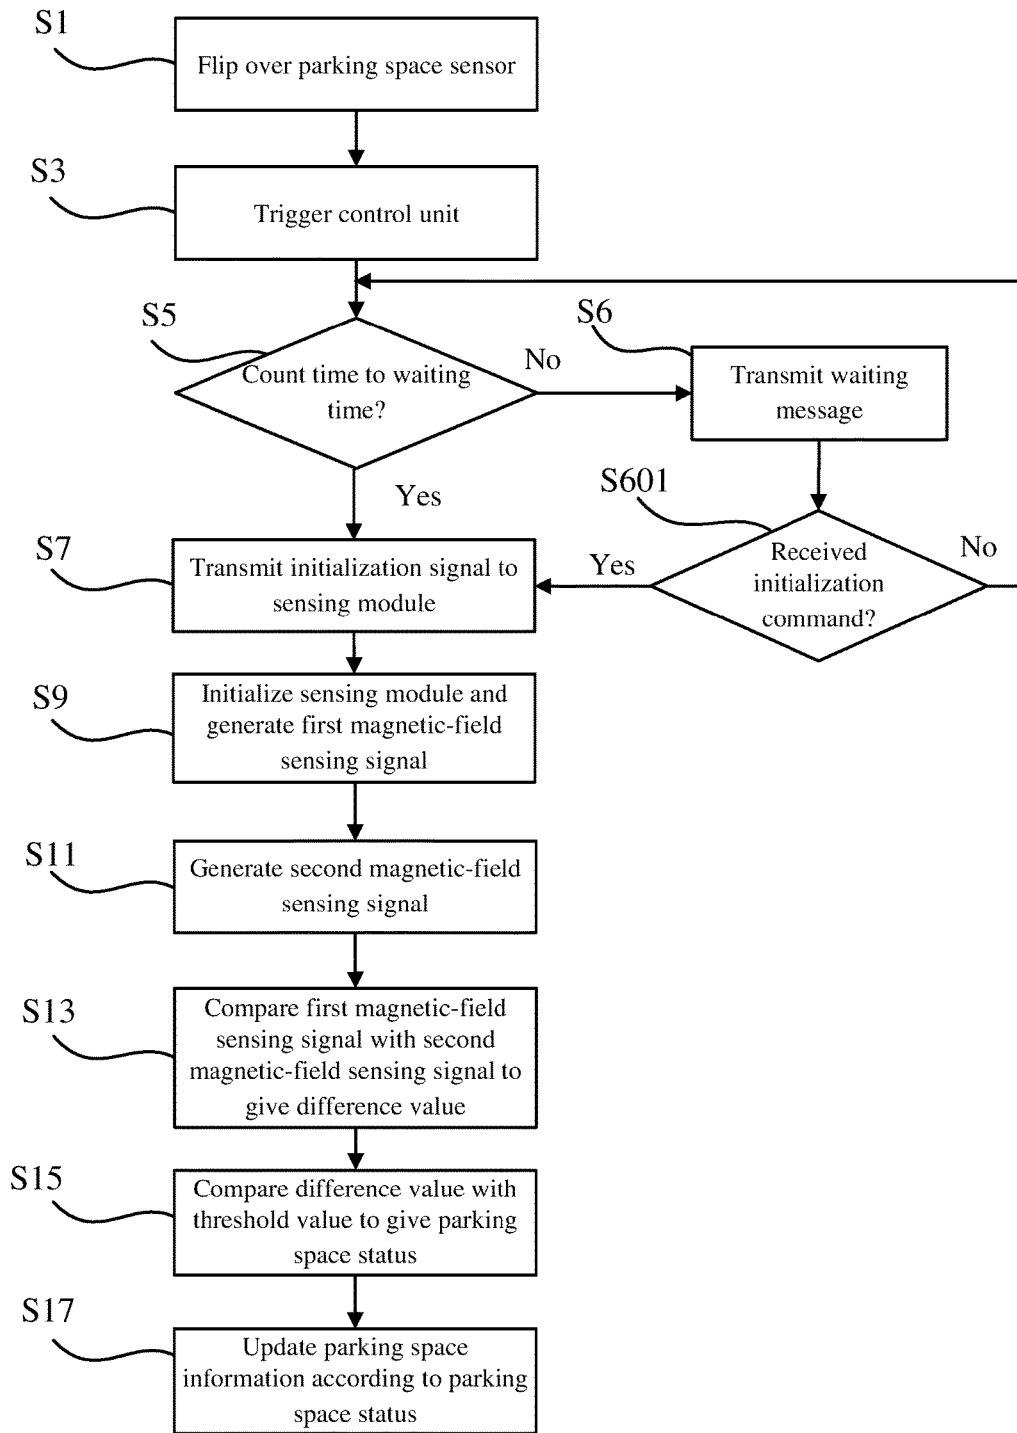 S1
Flip over parking space sensor
S3
Trigger control unit
S5
Count time to waiting
time?
No
Yes
S6
Transmit waiting
message
S601
Received
initialization
command?
Yes
No
S7
Transmit initialization signal to
sensing module
S9
Initialize sensing module and
generate first magnetic-field
sensing signal
S11
Generate second magnetic-field
sensing signal
S13
Compare first magnetic-field
sensing signal with second
magnetic-field sensing signal to
give difference value
S15
Compare difference value with
threshold value to give parking
space status
S17
Update parking space
information according to parking
space status